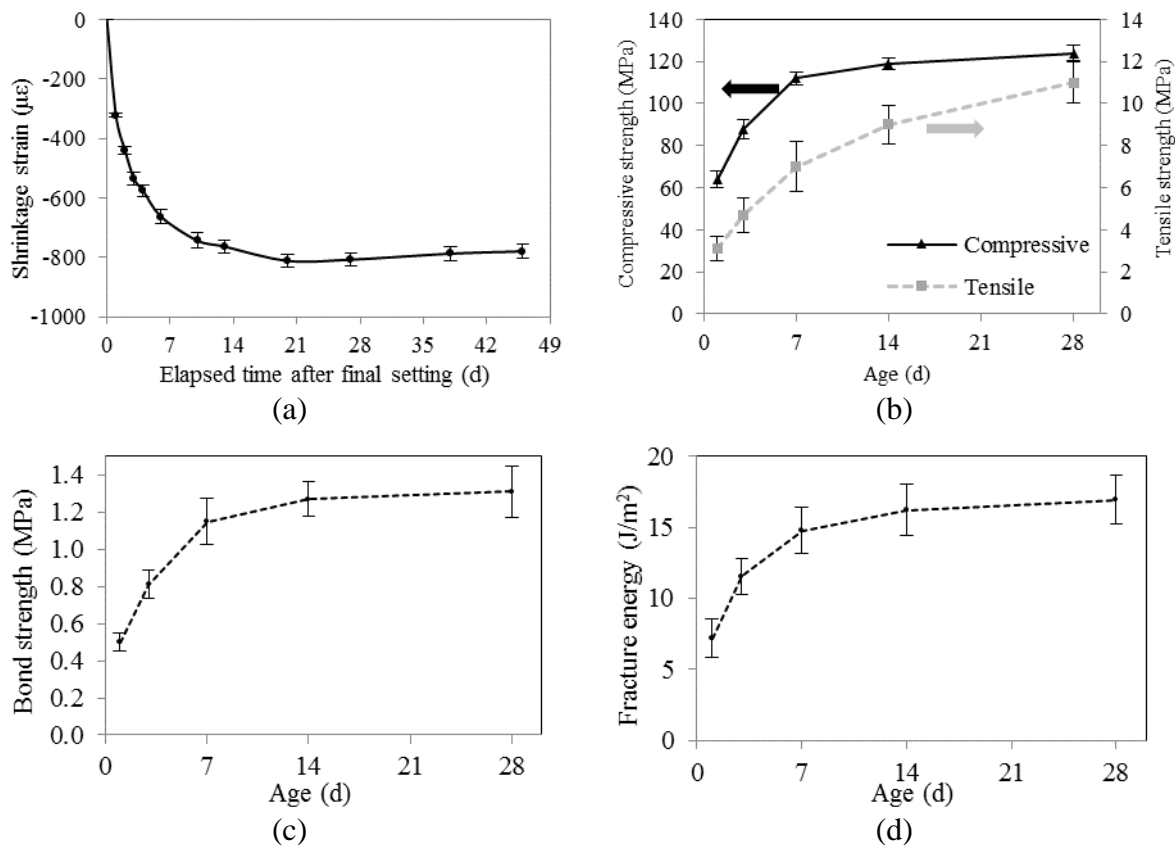 0
-200
-400
-600
-800
-1000
Shrinkage strain (με)
0 7 14 21 28 35 42 49
Elapsed time after final setting (d)
(a)
140
120
100
80
60
40
20
0
Compressive strength (MPa)
14
12
10
8
6
4
2
0
Tensile strength (MPa)
Compressive
Tensile
0 7 14 21 28
Age (d)
(b)
1.4
1.2
1.0
0.8
0.6
0.4
0.2
0.0
Bond strength (MPa)
0 7 14 21 28
Age (d)
(c)
20
15
10
5
0
Fracture energy (J/m²)
0 7 14 21 28
Age (d)
(d)